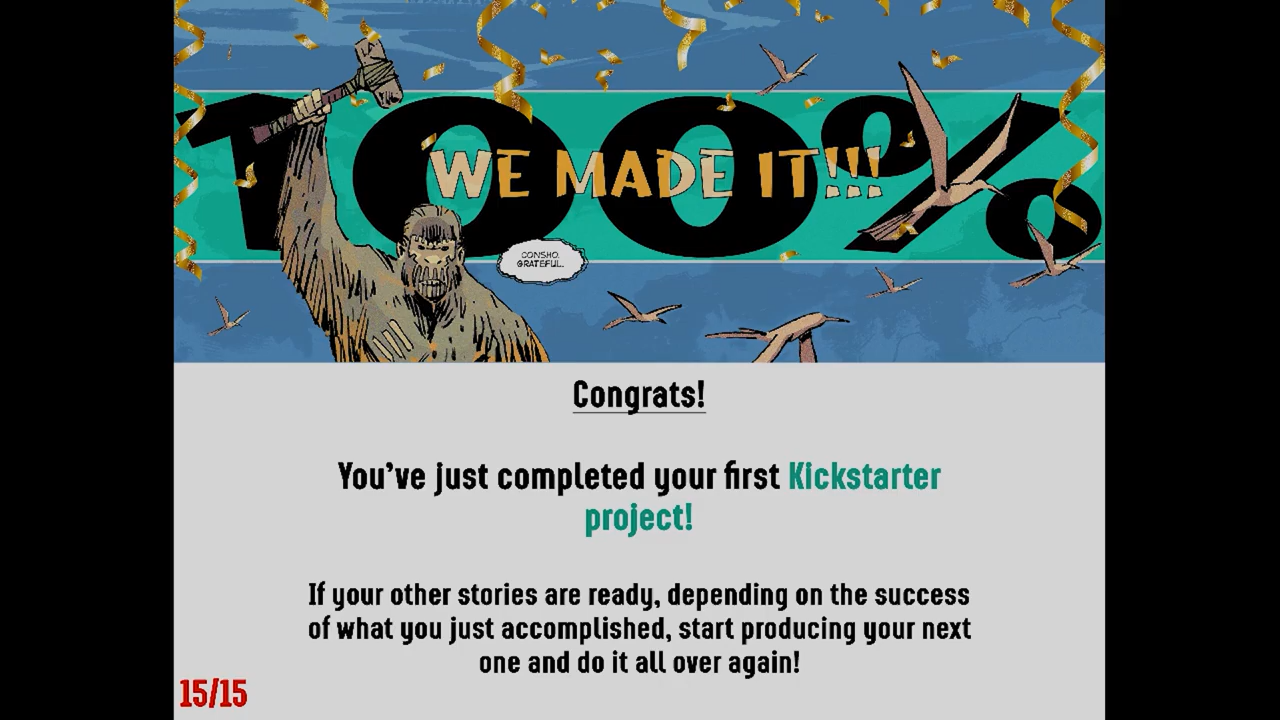 100%
WE MADE IT!!!
CONSHO.
GRATEFUL.
Congrats!
You've just completed your first Kickstarter
project!
If your other stories are ready, depending on the success
of what you just accomplished, start producing your next
one and do it all over again!
15/15